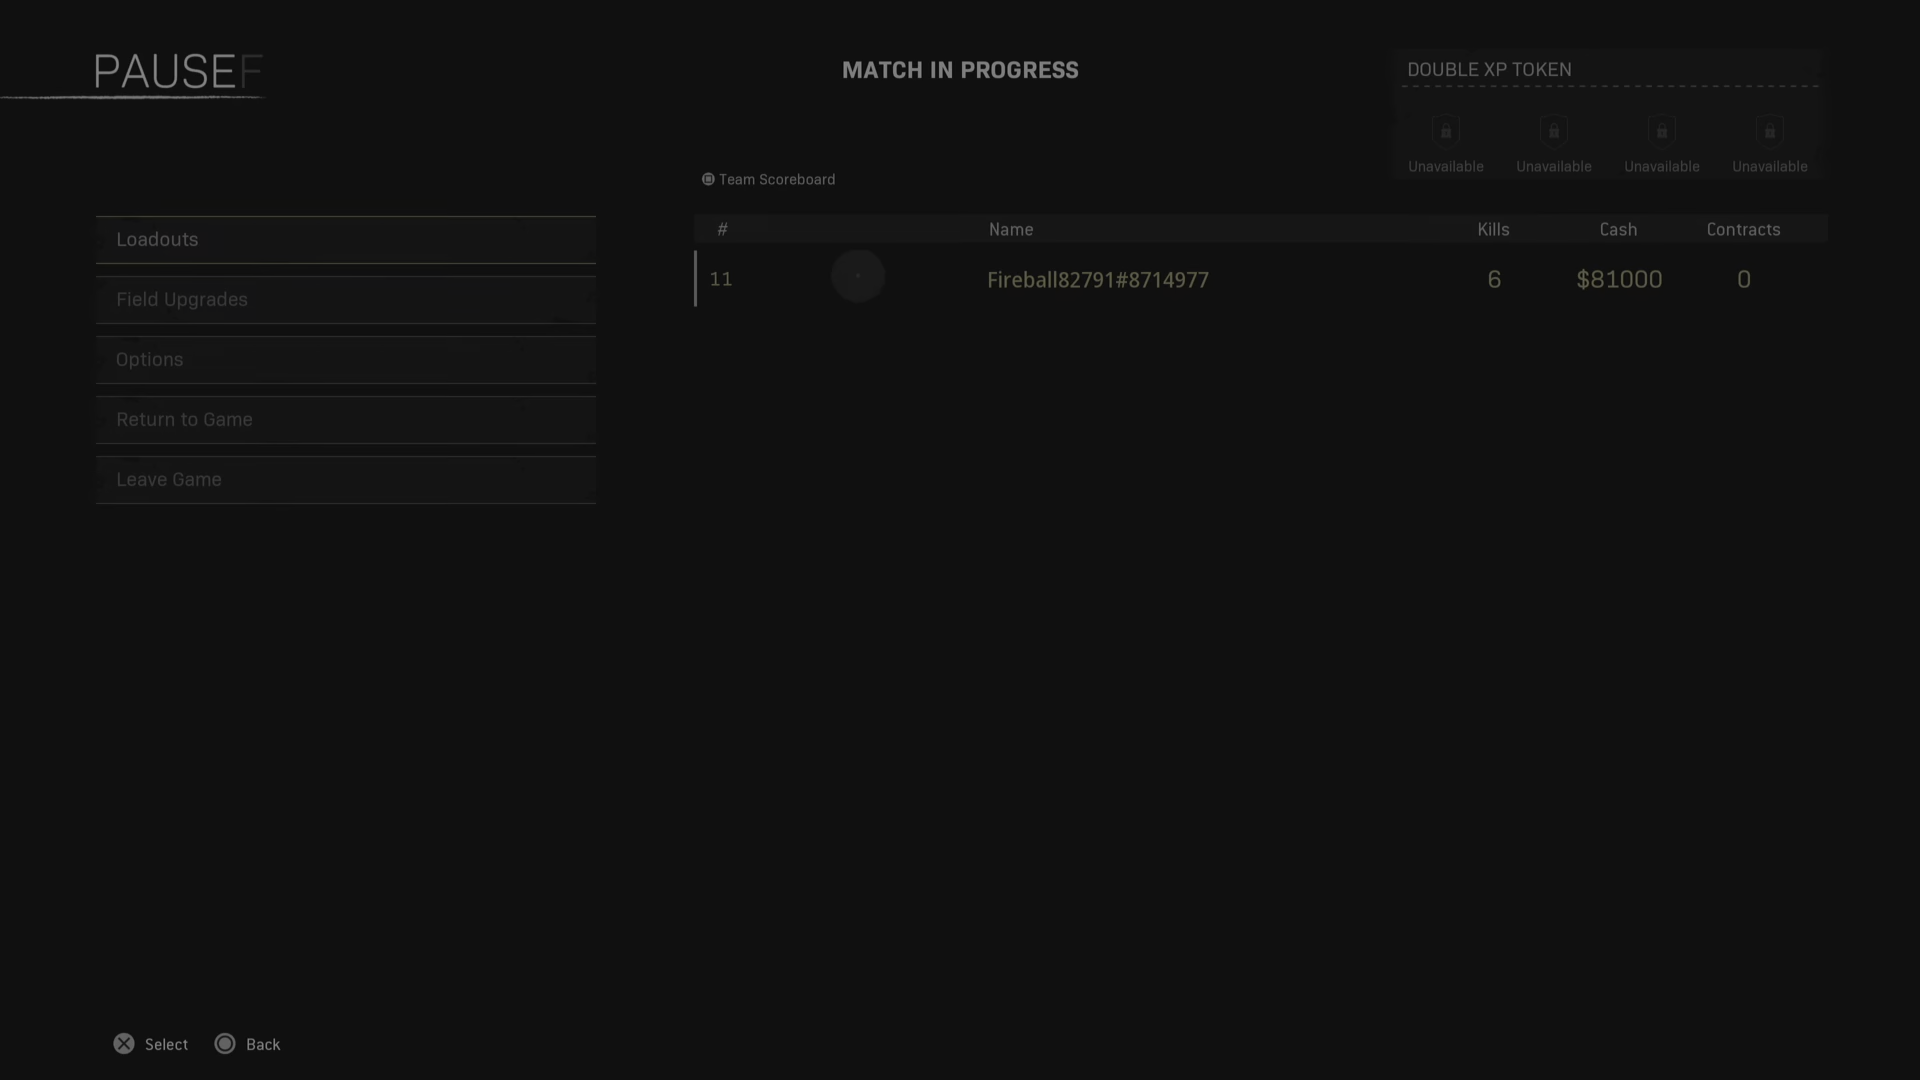 PAUSE
MATCH IN PROGRESS
DOUBLE XP TOKEN
Unavailable Unavailable Unavailable Unavailable
Team Scoreboard
# Name Kills Cash Contracts
11 Fireball82791#8714977 6 $81000 0
Loadouts
Field Upgrades
Options
Return to Game
Leave Game
Select Back